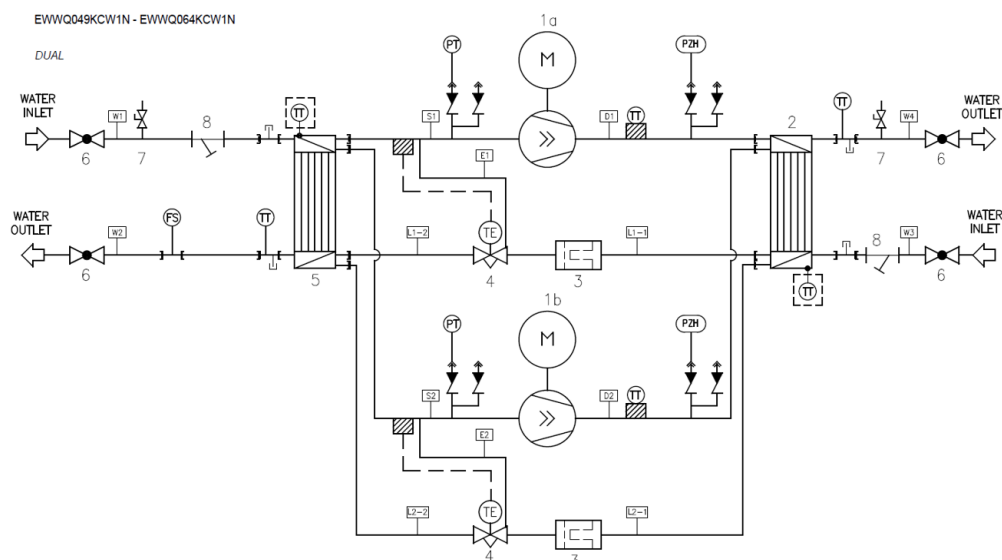 EWWQ049KCW1N - EWWQ064KCW1N
DUAL
1a
M
PT
PZH
WATER
INLET
W1
8
TT
S1
D1
TT
2
TT
W4
WATER
OUTLET
6
7
7
6
E1
WATER
OUTLET
W2
FS
TT
L1-2
TE
L1-1
8
W3
WATER
INLET
6
5
4
3
6
TT
1b
M
PT
PZH
S2
D2
TT
E2
L2-2
TE
L2-1
4
3